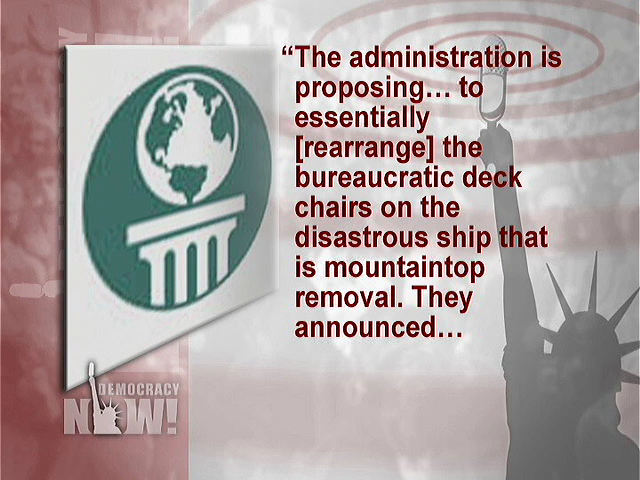 “The administration is
proposing… to
essentially
[rearrange] the
bureaucratic deck
chairs on the
disastrous ship that
is mountaintop
removal. They
announced…
DEMOCRACY
NOW!